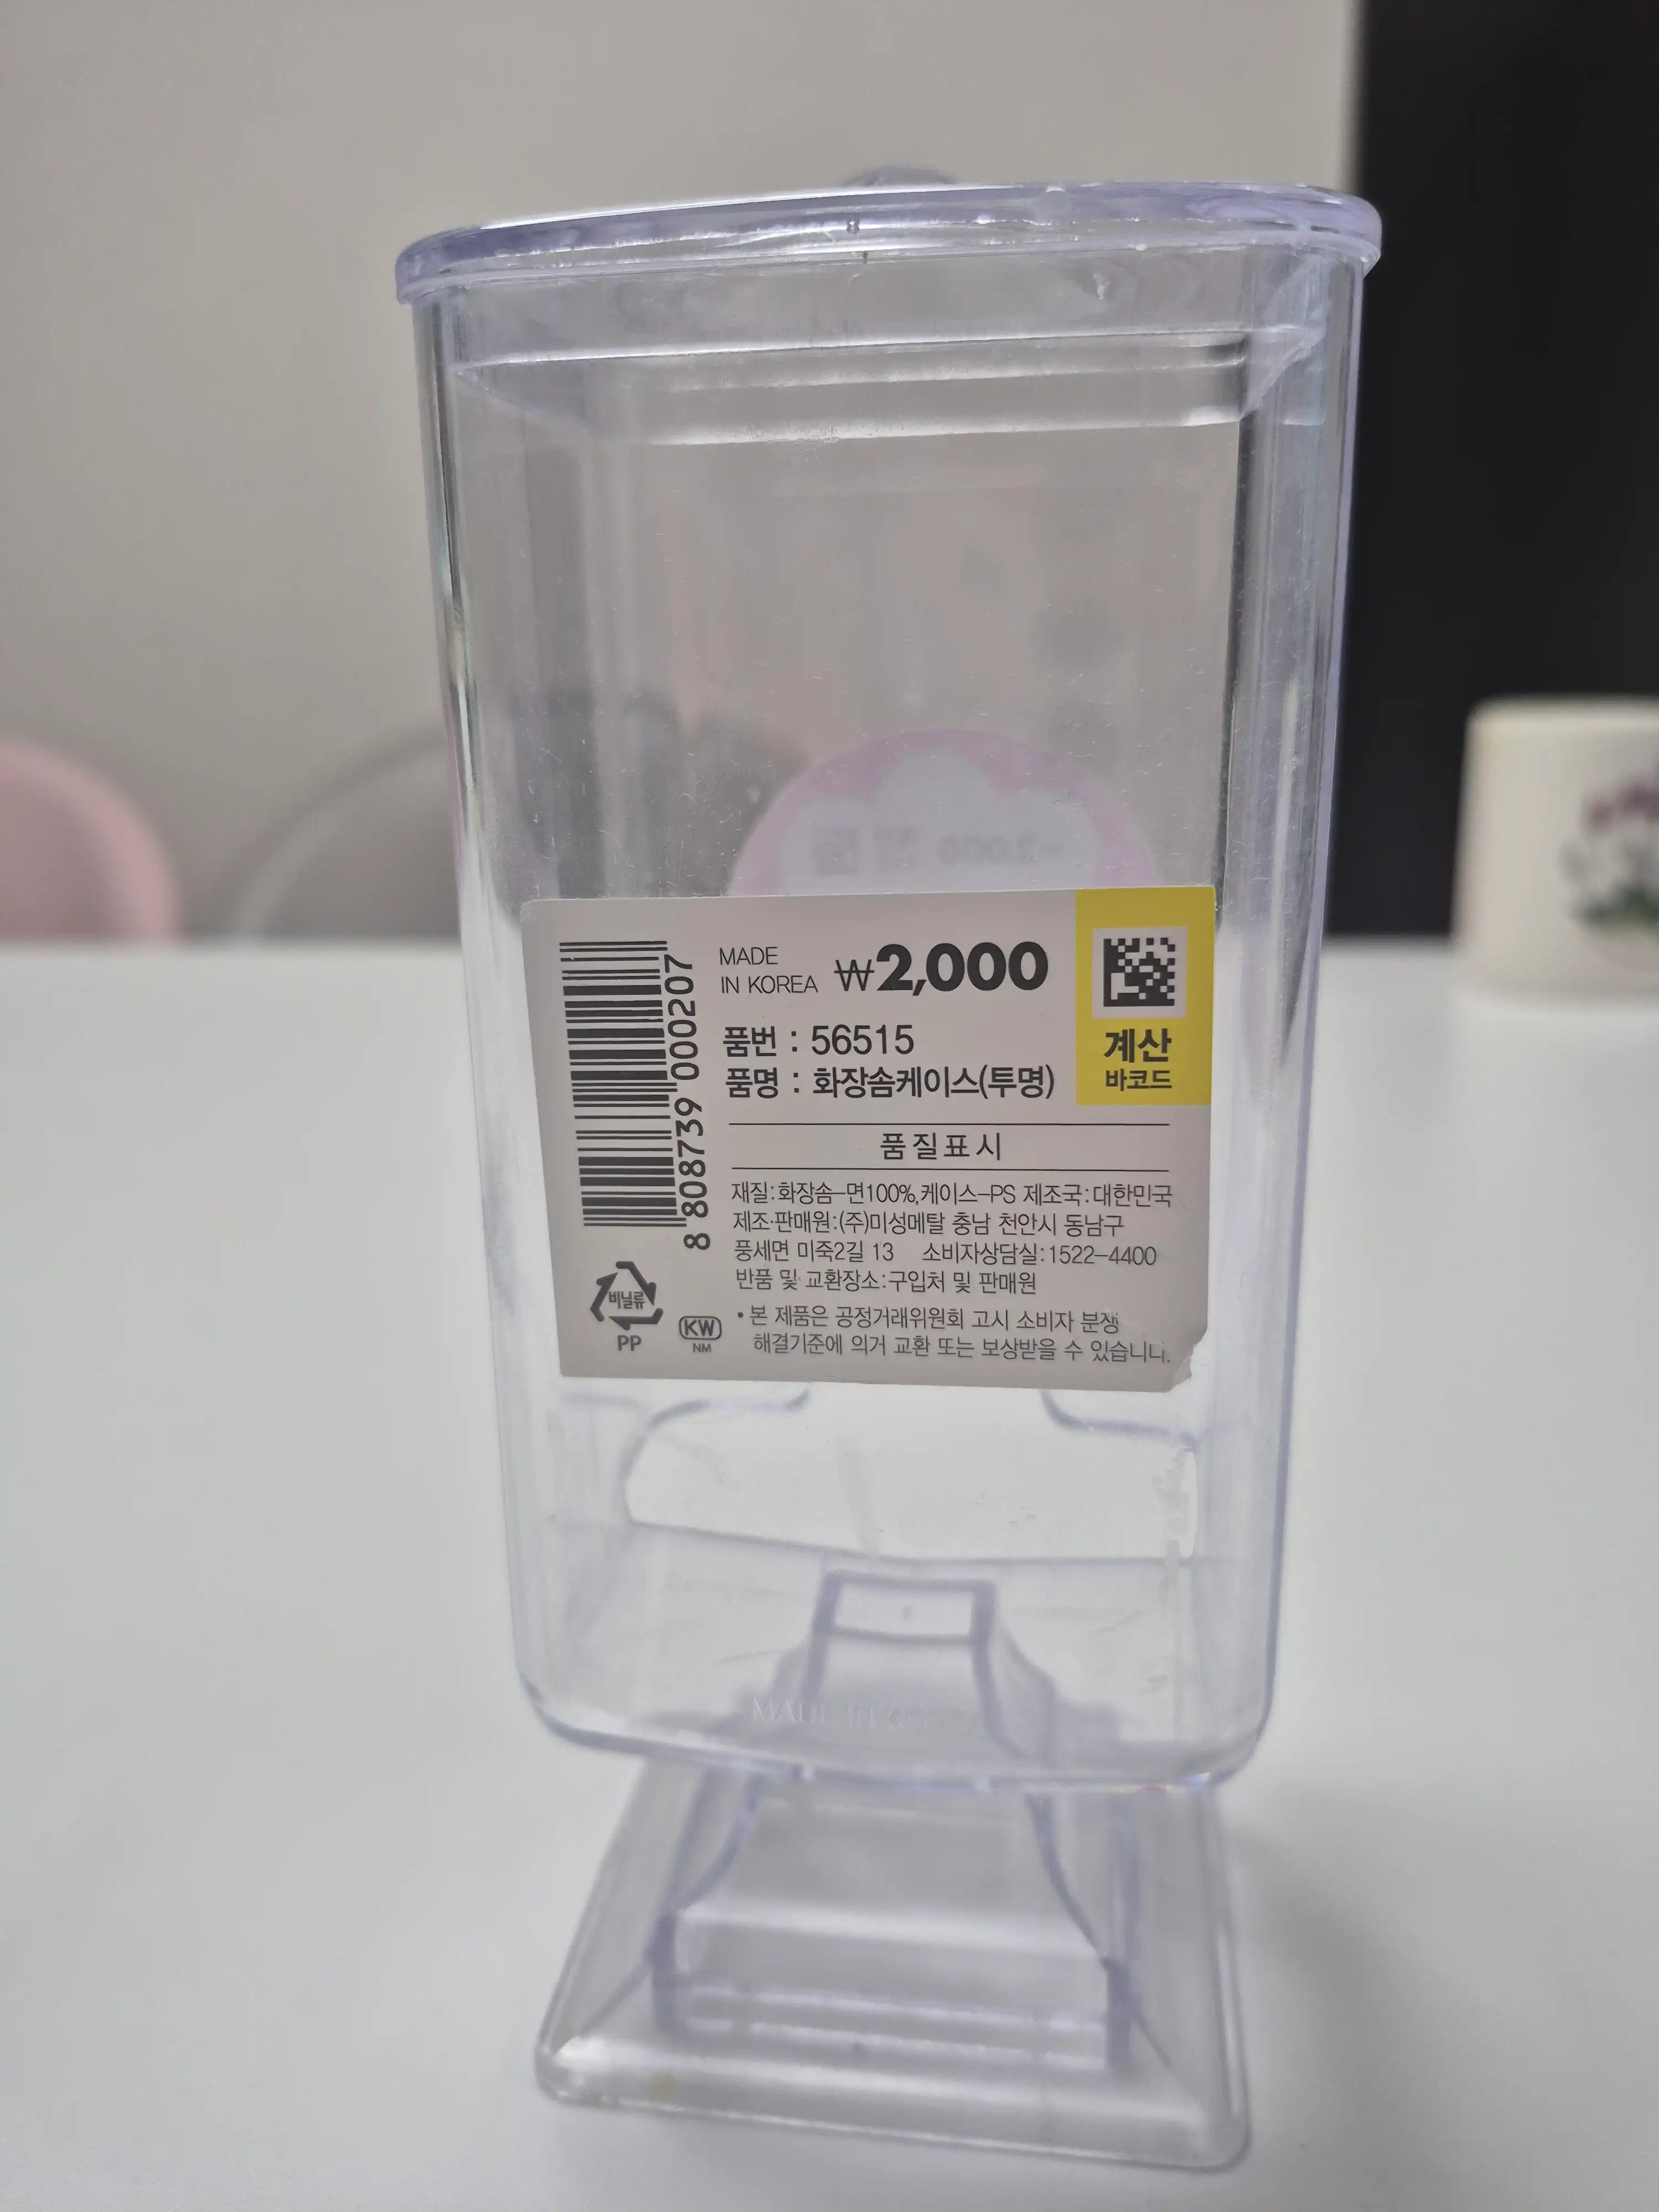 MADE
IN KOREA ₩2,000
품번 : 56515
품명 : 화장솜케이스(투명)
계산
바코드
8 808739 000207
품질표시
재질:화장솜-면100%,케이스-PS 제조국:대한민국
제조·판매원:(주)미성메탈 충남 천안시 동남구
풍세면 미죽2길 13 소비자상담실:1522-4400
반품 및 교환장소:구입처 및 판매원
• 본 제품은 공정거래위원회 고시 소비자 분쟁
해결기준에 의거 교환 또는 보상받을 수 있습니다.
비닐류
PP
KW
NM
MADE IN KOREA